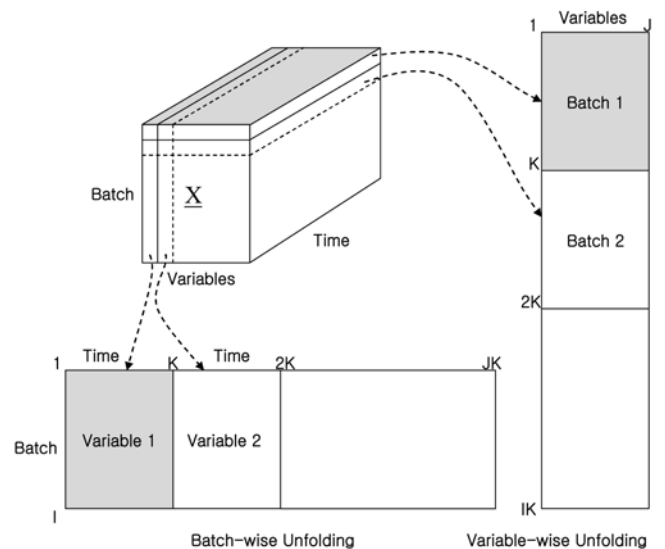 1 Variables J
Batch 1
K
Batch 2
2K
IK
Variable-wise Unfolding
Batch
X
Time
Variables
1 Time K Time 2K JK
Batch
Variable 1 Variable 2
I
Batch-wise Unfolding